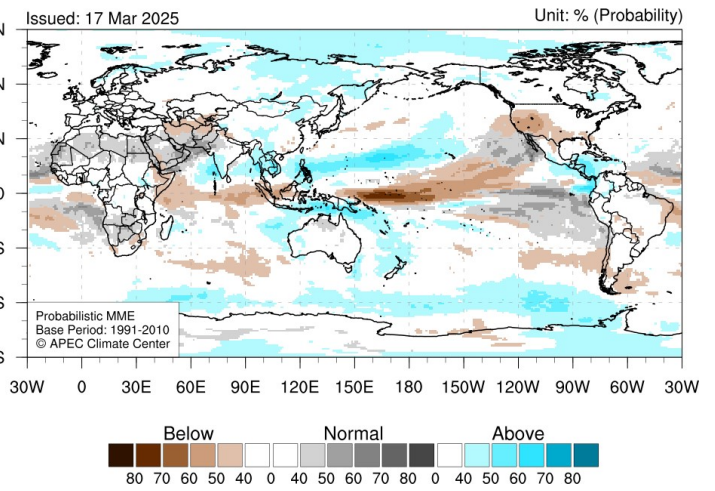 Issued: 17 Mar 2025 Unit: % (Probability)
N
N
N
0
S
S
S
Probabilistic MME
Base Period: 1991-2010
© APEC Climate Center
30W 0 30E 60E 90E 120E 150E 180 150W 120W 90W 60W 30W
Below Normal Above
80 70 60 50 40 0 40 50 60 70 80 0 40 50 60 70 80